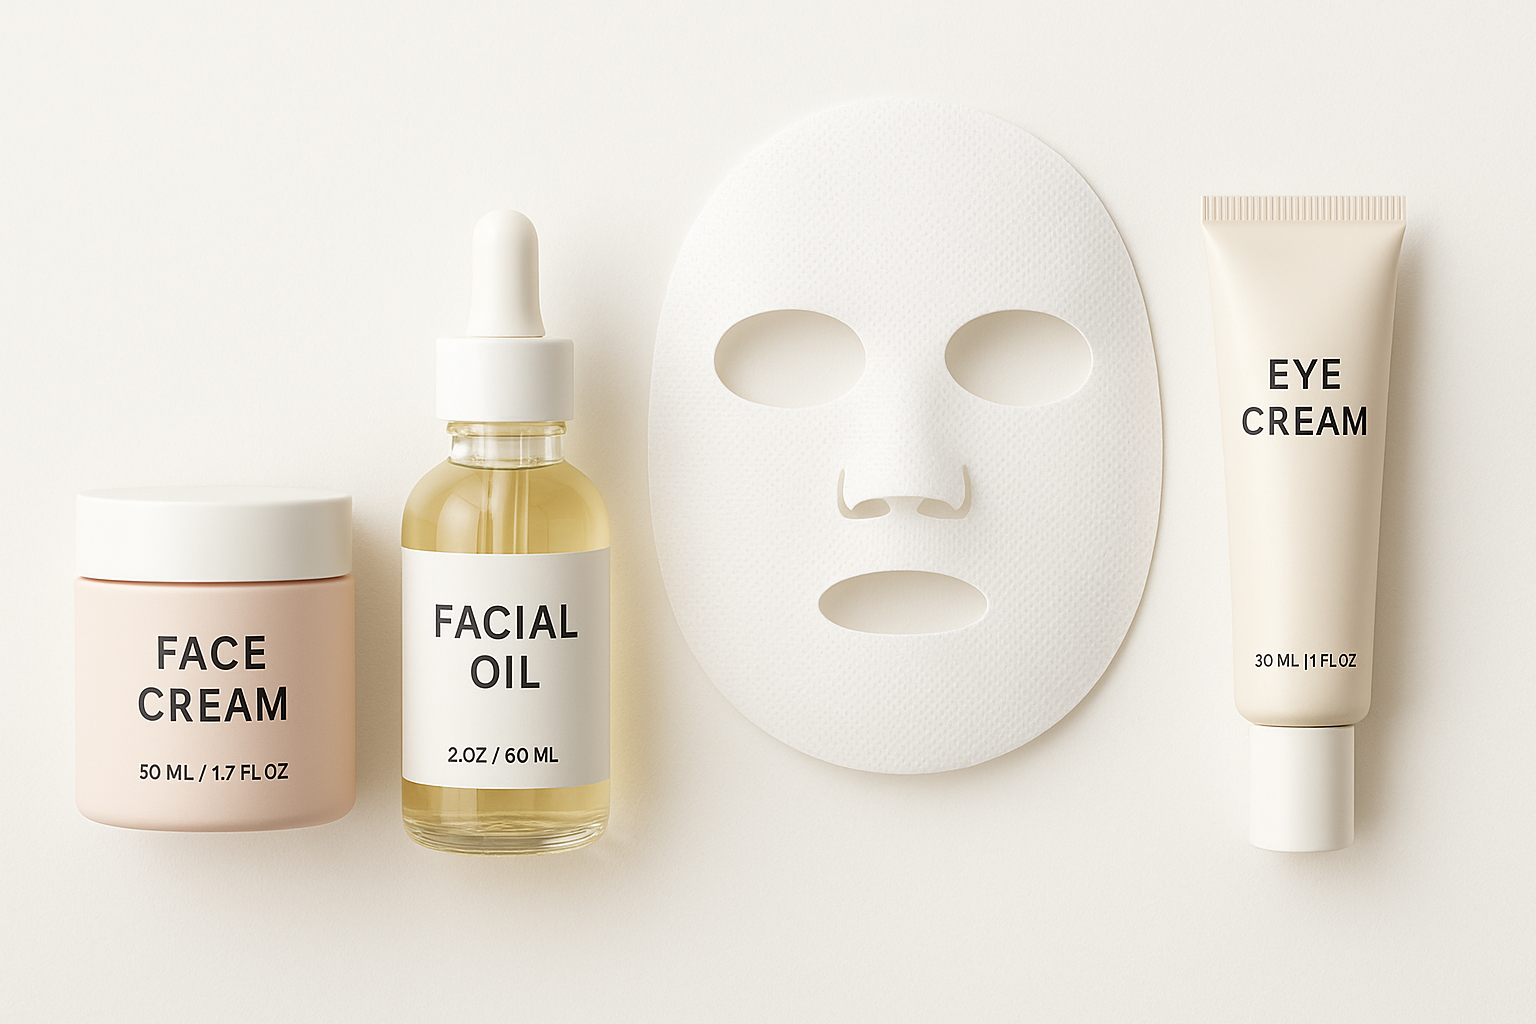 FACE
CREAM
50 ML / 1.7 FL OZ
FACIAL
OIL
2.OZ / 60 ML
EYE
CREAM
30 ML |1 FL OZ